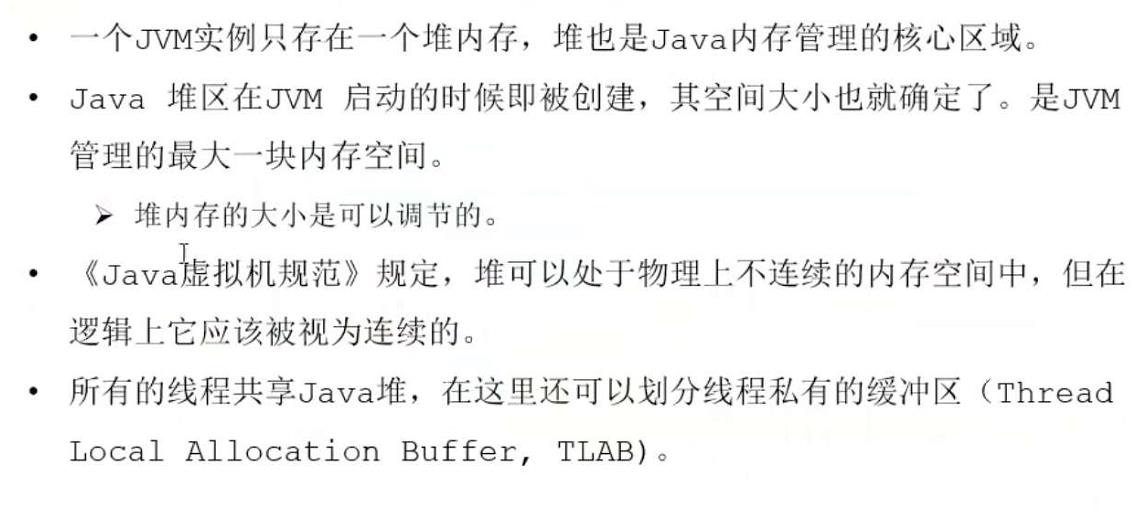 • 一个JVM实例只存在一个堆内存，堆也是Java内存管理的核心区域。
• Java 堆区在JVM 启动的时候即被创建，其空间大小也就确定了。是JVM
管理的最大一块内存空间。
➢ 堆内存的大小是可以调节的。
• 《Java虚拟机规范》规定，堆可以处于物理上不连续的内存空间中，但在
逻辑上它应该被视为连续的。
• 所有的线程共享Java堆，在这里还可以划分线程私有的缓冲区（Thread
Local Allocation Buffer, TLAB)。